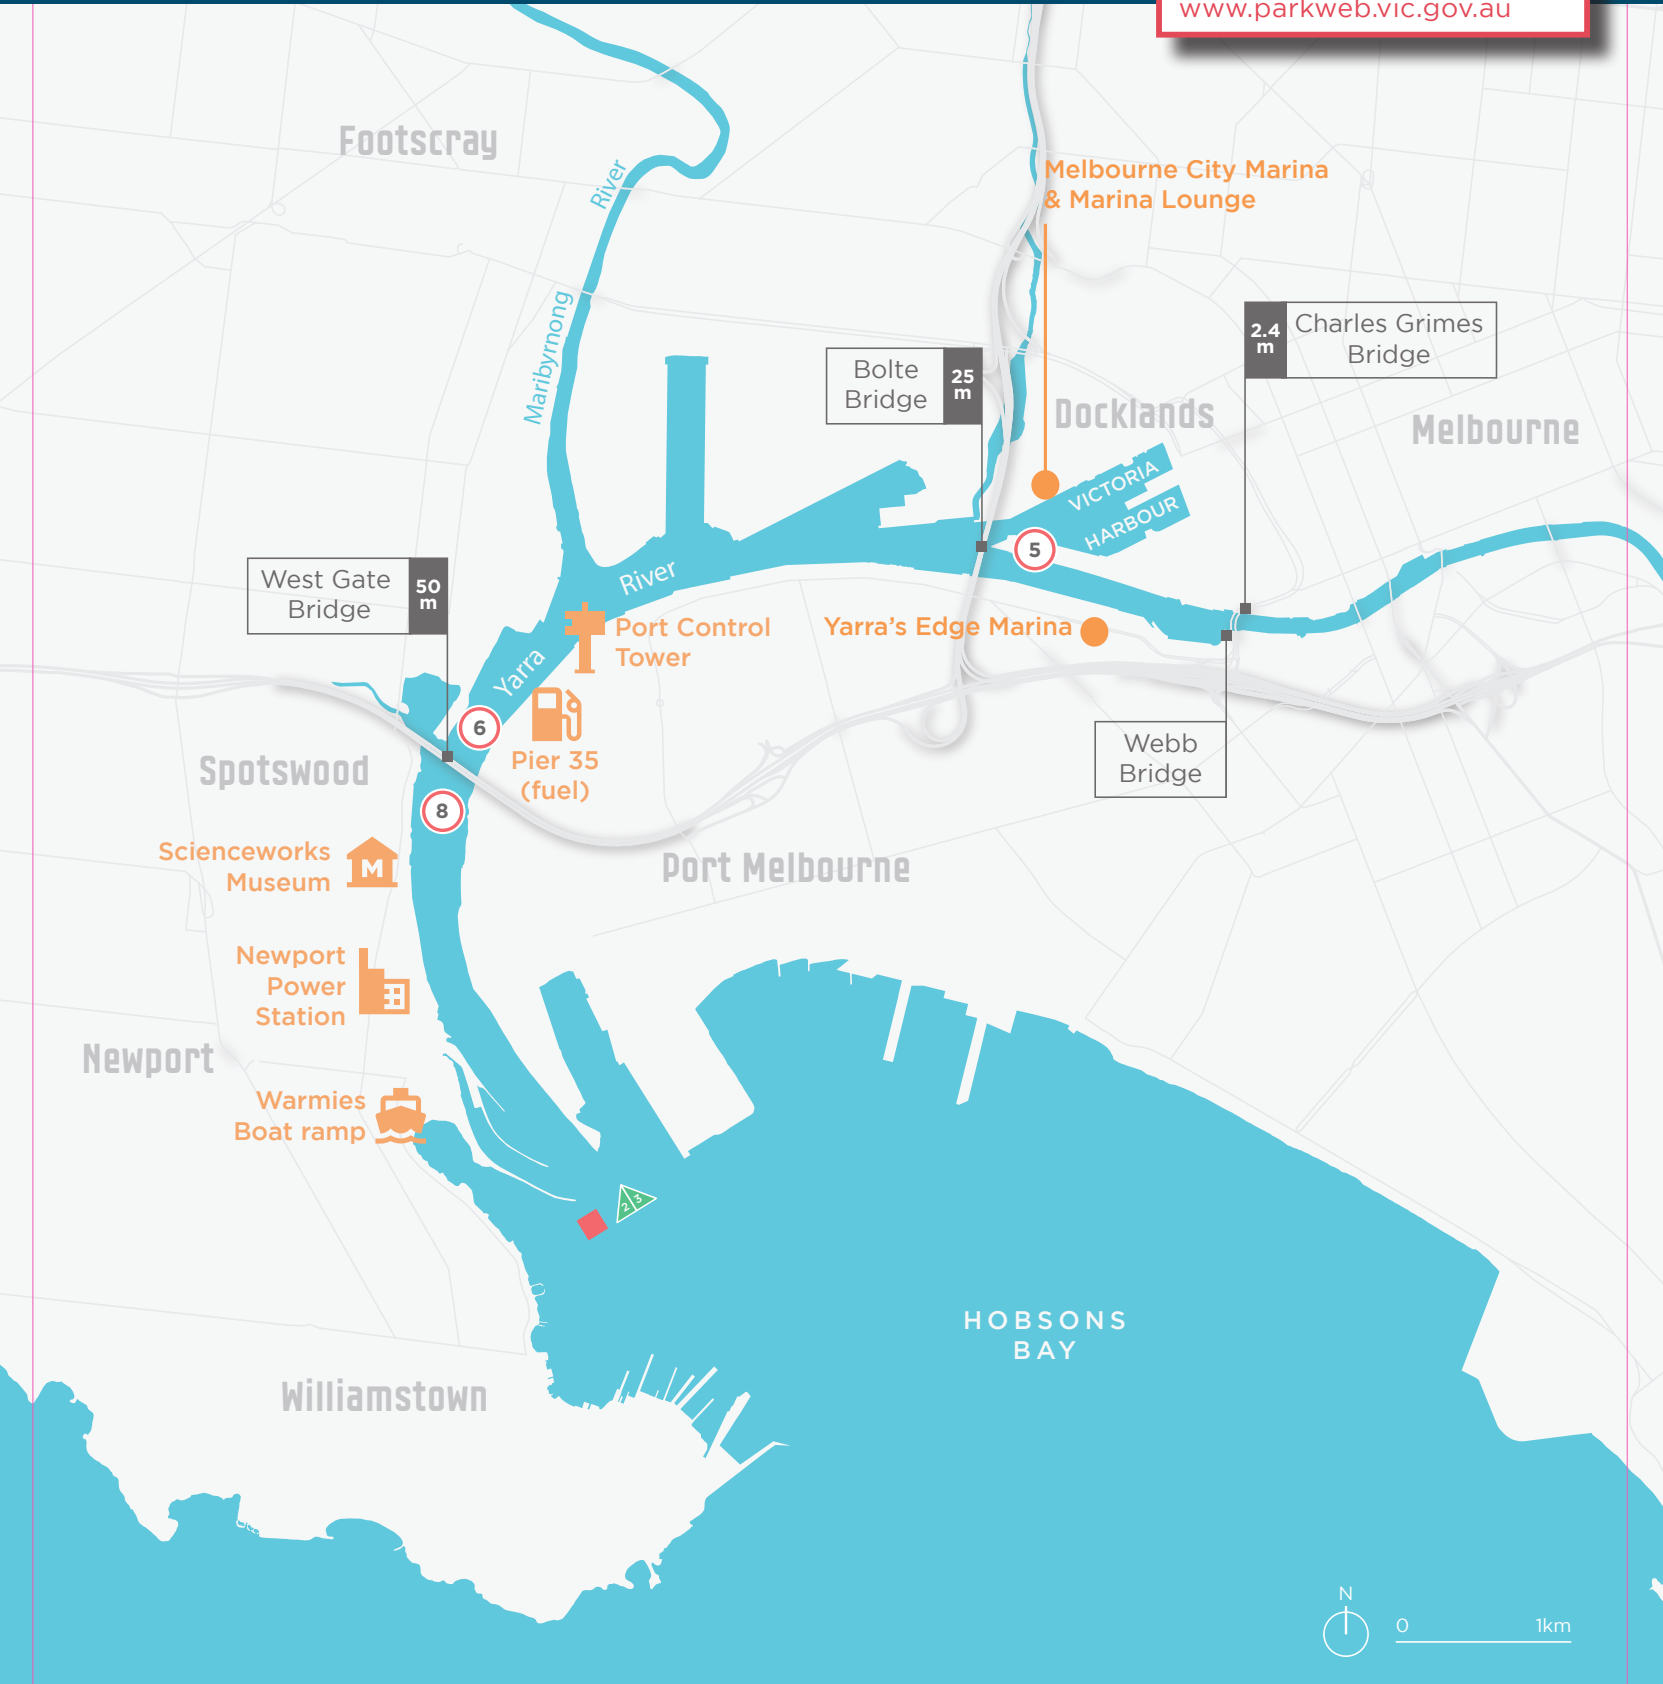 www.parkweb.vic.gov.au
Footscray
River
Maribyrnong
Melbourne City Marina
& Marina Lounge
2.4
m
Charles Grimes
Bridge
Bolte
Bridge
25
m
Docklands
Melbourne
VICTORIA
HARBOUR
5
West Gate
Bridge
50
m
River
Port Control
Tower
Yarra's Edge Marina
Yarra
6
Pier 35
(fuel)
Webb
Bridge
Spotswood
8
Scienceworks
Museum
M
Port Melbourne
Newport
Power
Station
Newport
Warmies
Boat ramp
2
3
HOBSONS
BAY
Williamstown
N
0 1km